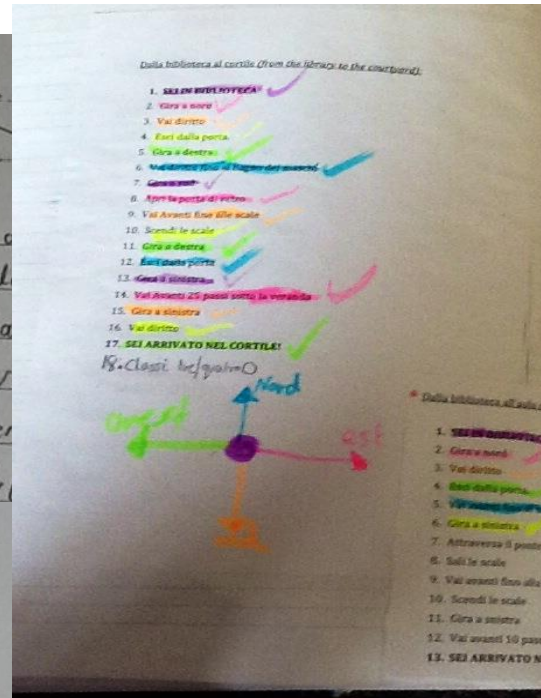 Dalla biblioteca al cortile (from the library to the courtyard):
1. SEI IN BIBLIOTECA
2. Gira a nord
3. Vai diritto
4. Esci dalla porta
5. Gira a destra
6. Vai diritto fino al bagno dei maschi
7. Gira a
8. Apri la porta di vetro
9. Vai Avanti fino alle scale
10. Scendi le scale
11. Gira a destra
12. Esci dalla porta
13. Gira a sinistra
14. Vai Avanti 25 passi sotto la veranda
15. Gira a sinistra
16. Vai diritto
17. SEI ARRIVATO NEL CORTILE!
18. Classi tre/quattro
Nord
est
sud
Dalla biblioteca all'aula
1. SEI IN
2. Gira a nord
3. Vai diritto
4. Esci dalla porta
5.
6. Gira a sinistra
7. Attraversa il
8. Sali le scale
9. Vai avanti fino alla
10. Scendi le scale
11. Gira a sinistra
12. Vai avanti 10
13. SEI ARRIVATO